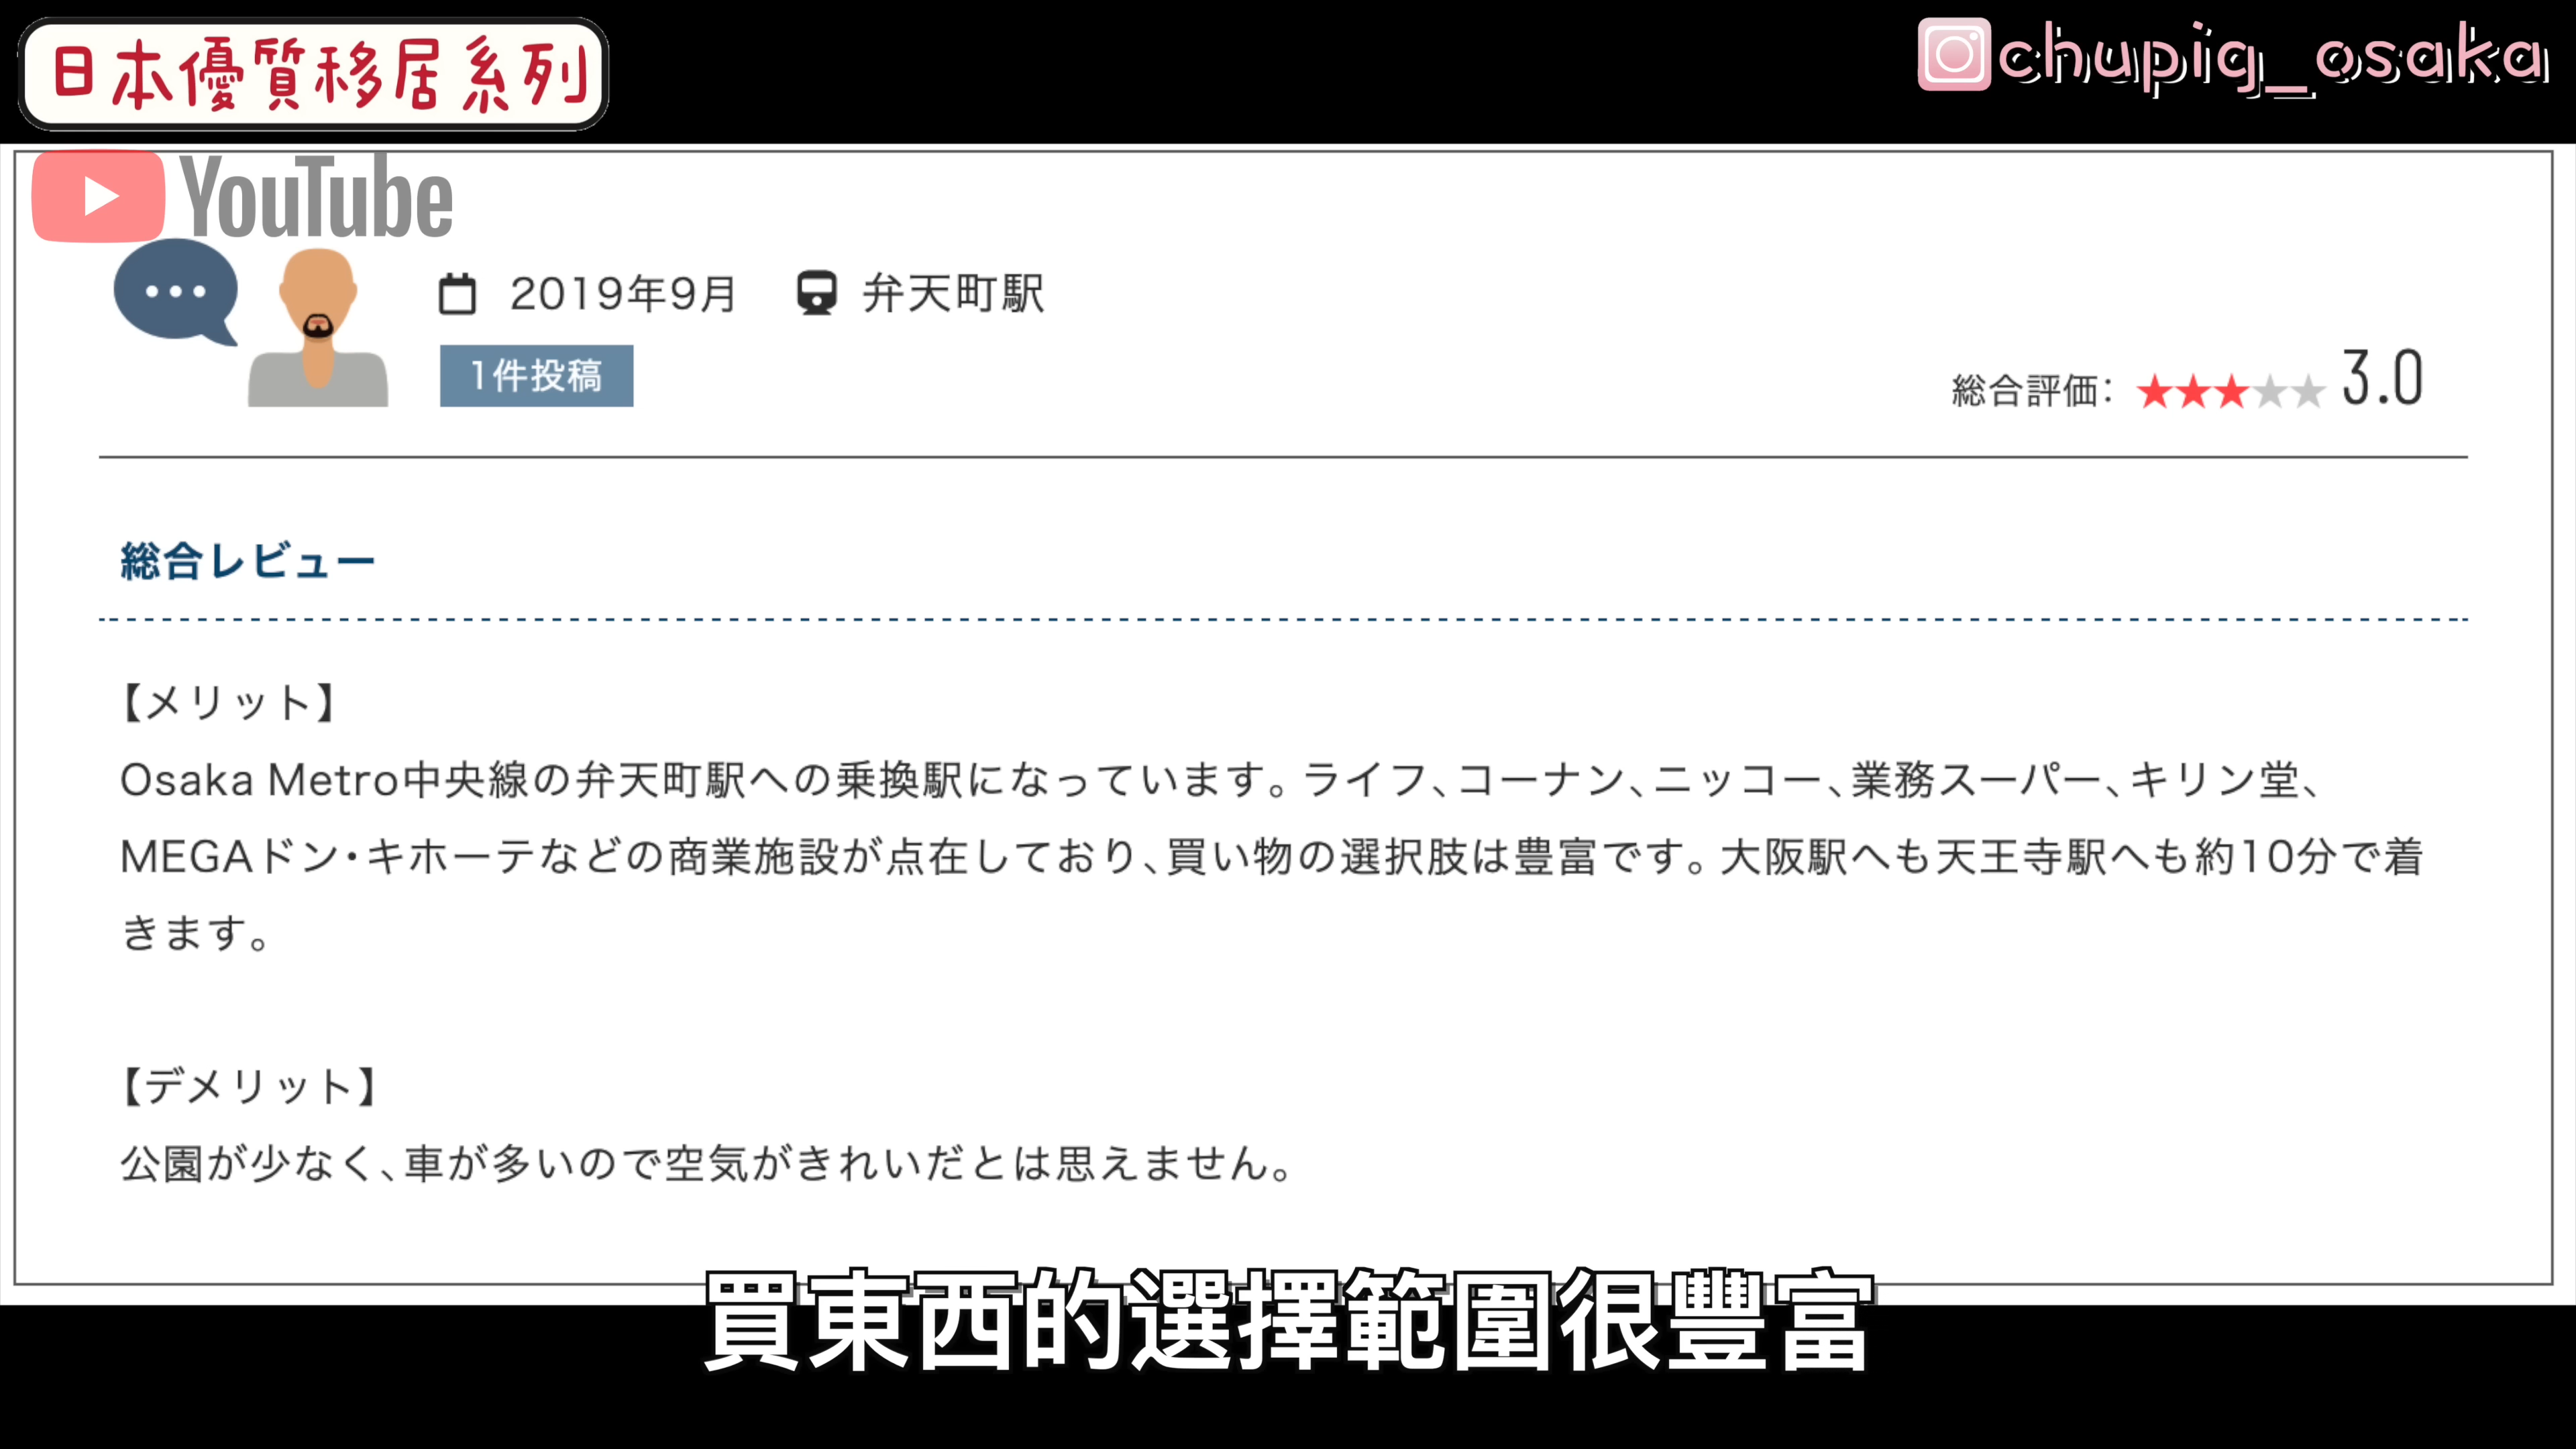 日本優質移居系列
chupig_osaka
YouTube
2019年9月 弁天町駅
1件投稿
総合評価: ★★★★★ 3.0
総合レビュー
【メリット】
Osaka Metro中央線の弁天町駅への乗換駅になっています。ライフ、コーナン、ニッコー、業務スーパー、キリン堂、
MEGAドン・キホーテなどの商業施設が点在しており、買い物の選択肢は豊富です。大阪駅へも天王寺駅へも約10分で着
きます。
【デメリット】
公園が少なく、車が多いので空気がきれいだとは思えません。
買東西的選擇範圍很豐富